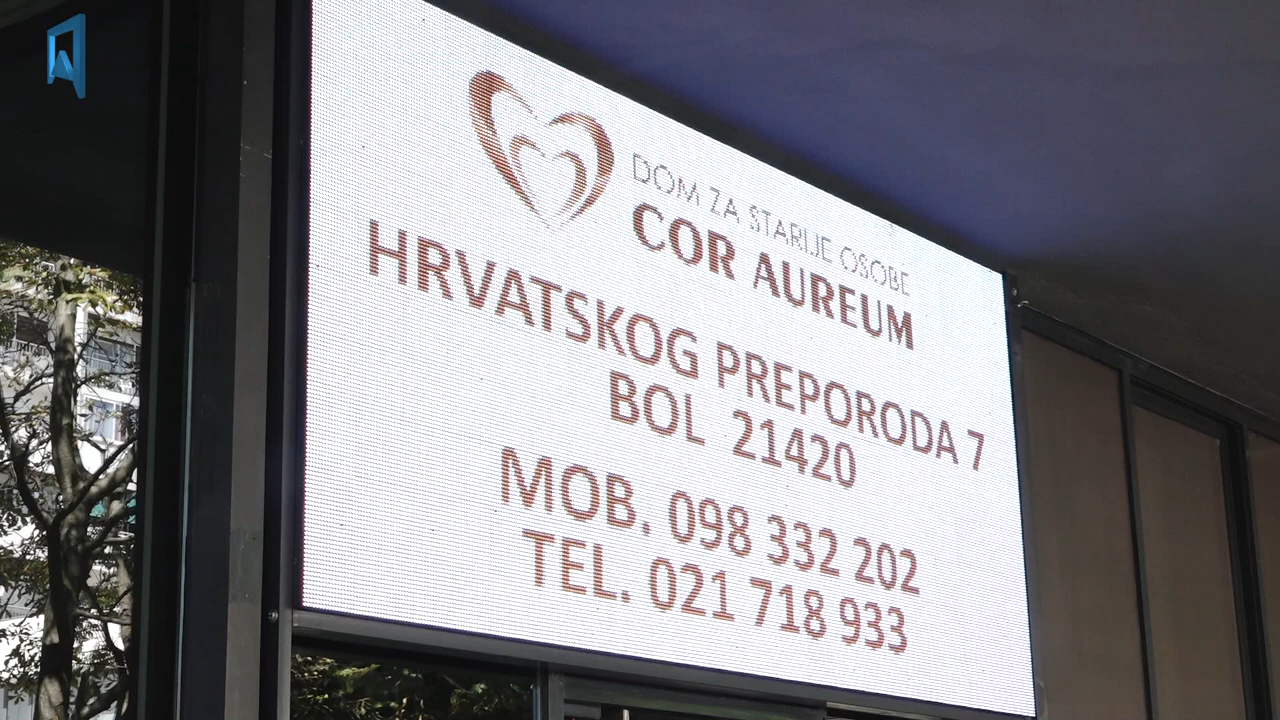 DOM ZA STARIJE OSOBE
COR AUREUM
HRVATSKOG PREPORODA 7
BOL 21420
MOB. 098 332 202
TEL. 021 718 933